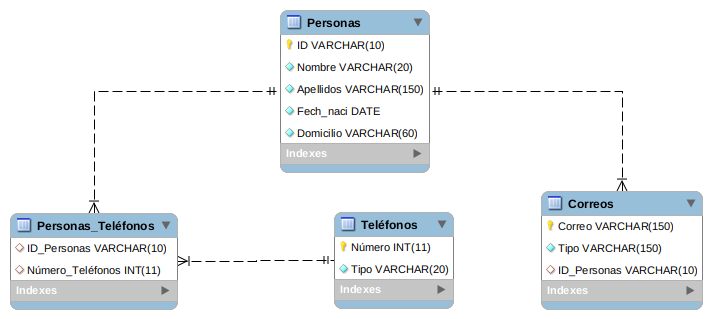 Personas
ID VARCHAR(10)
Nombre VARCHAR(20)
Apellidos VARCHAR(150)
Fech_naci DATE
Domicilio VARCHAR(60)
Indexes
Personas_Teléfonos
ID_Personas VARCHAR(10)
Número_Teléfonos INT(11)
Indexes
Teléfonos
Número INT(11)
Tipo VARCHAR(20)
Indexes
Correos
Correo VARCHAR(150)
Tipo VARCHAR(150)
ID_Personas VARCHAR(10)
Indexes